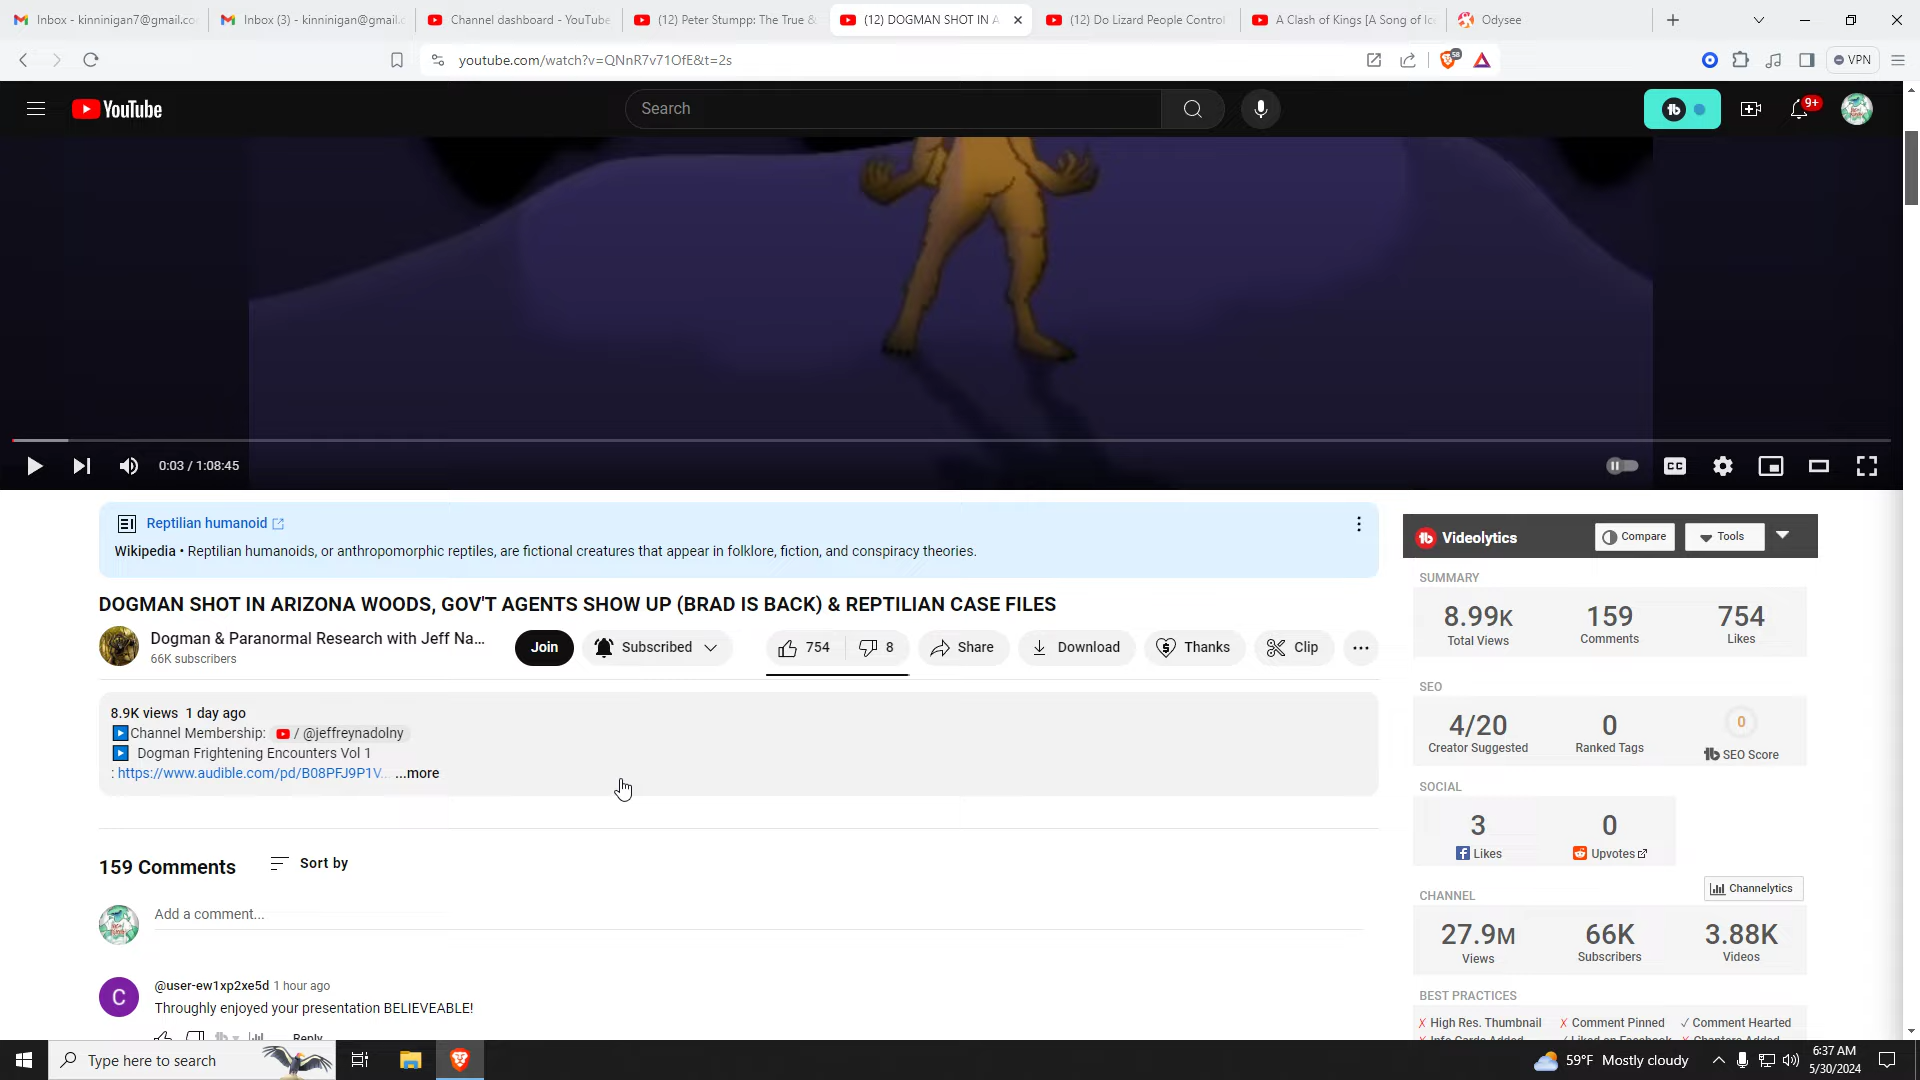 Inbox - kinninigan7@gmail.co
Inbox (3) - kinninigan@gmail.c
Channel dashboard - YouTube
(12) Peter Stumpp: The True &
(12) DOGMAN SHOT IN A
(12) Do Lizard People Control
A Clash of Kings [A Song of Ic
Odysee
youtube.com/watch?v=QNnR7v71OfE&t=2s
58
VPN
YouTube
Search
9+
0:03 / 1:08:45
CC
Reptilian humanoid
Wikipedia • Reptilian humanoids, or anthropomorphic reptiles, are fictional creatures that appear in folklore, fiction, and conspiracy theories.
DOGMAN SHOT IN ARIZONA WOODS, GOV'T AGENTS SHOW UP (BRAD IS BACK) & REPTILIAN CASE FILES
Dogman & Paranormal Research with Jeff Na...
66K subscribers
Join
Subscribed
754
8
Share
Download
Thanks
Clip
8.9K views 1 day ago
Channel Membership: / @jeffreynadolny
Dogman Frightening Encounters Vol 1
: https://www.audible.com/pd/B08PFJ9P1V... ...more
159 Comments
Sort by
Add a comment...
C
@user-ew1xp2xe5d 1 hour ago
Throughly enjoyed your presentation BELIEVEABLE!
Reply
Videolytics
Compare
Tools
SUMMARY
8.99K 159 754
Total Views Comments Likes
SEO
4/20 0 0
Creator Suggested Ranked Tags SEO Score
SOCIAL
3 0
Likes Upvotes
CHANNEL
Channelytics
27.9M 66K 3.88K
Views Subscribers Videos
BEST PRACTICES
X High Res. Thumbnail X Comment Pinned ✓ Comment Hearted
Type here to search
59°F Mostly cloudy
6:37 AM
5/30/2024